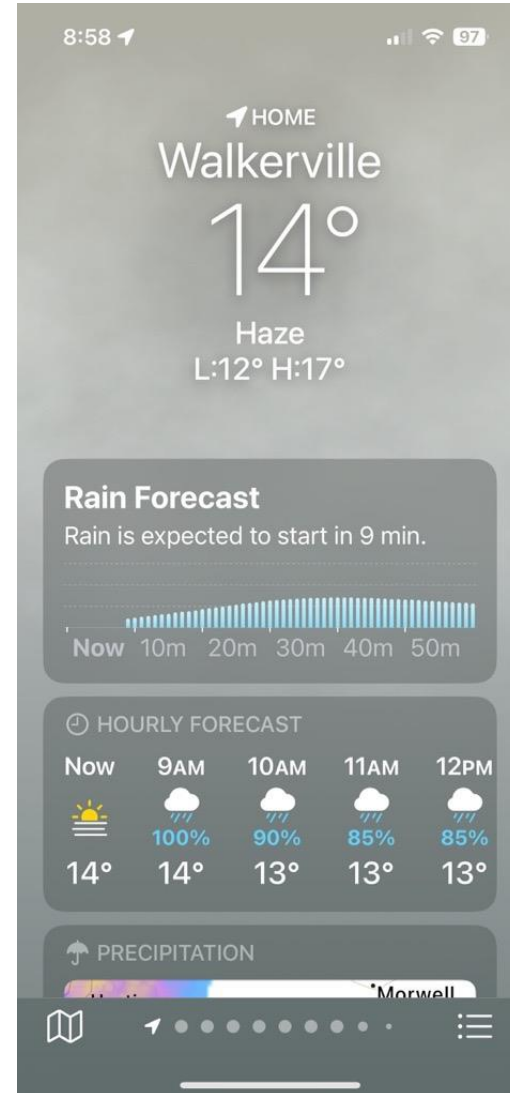 8:58
97
HOME
Walkerville
14°
Haze
L:12° H:17°
Rain Forecast
Rain is expected to start in 9 min.
Now 10m 20m 30m 40m 50m
HOURLY FORECAST
Now 9AM 10AM 11AM 12PM
100% 90% 85% 85%
14° 14° 13° 13° 13°
PRECIPITATION
Morwell